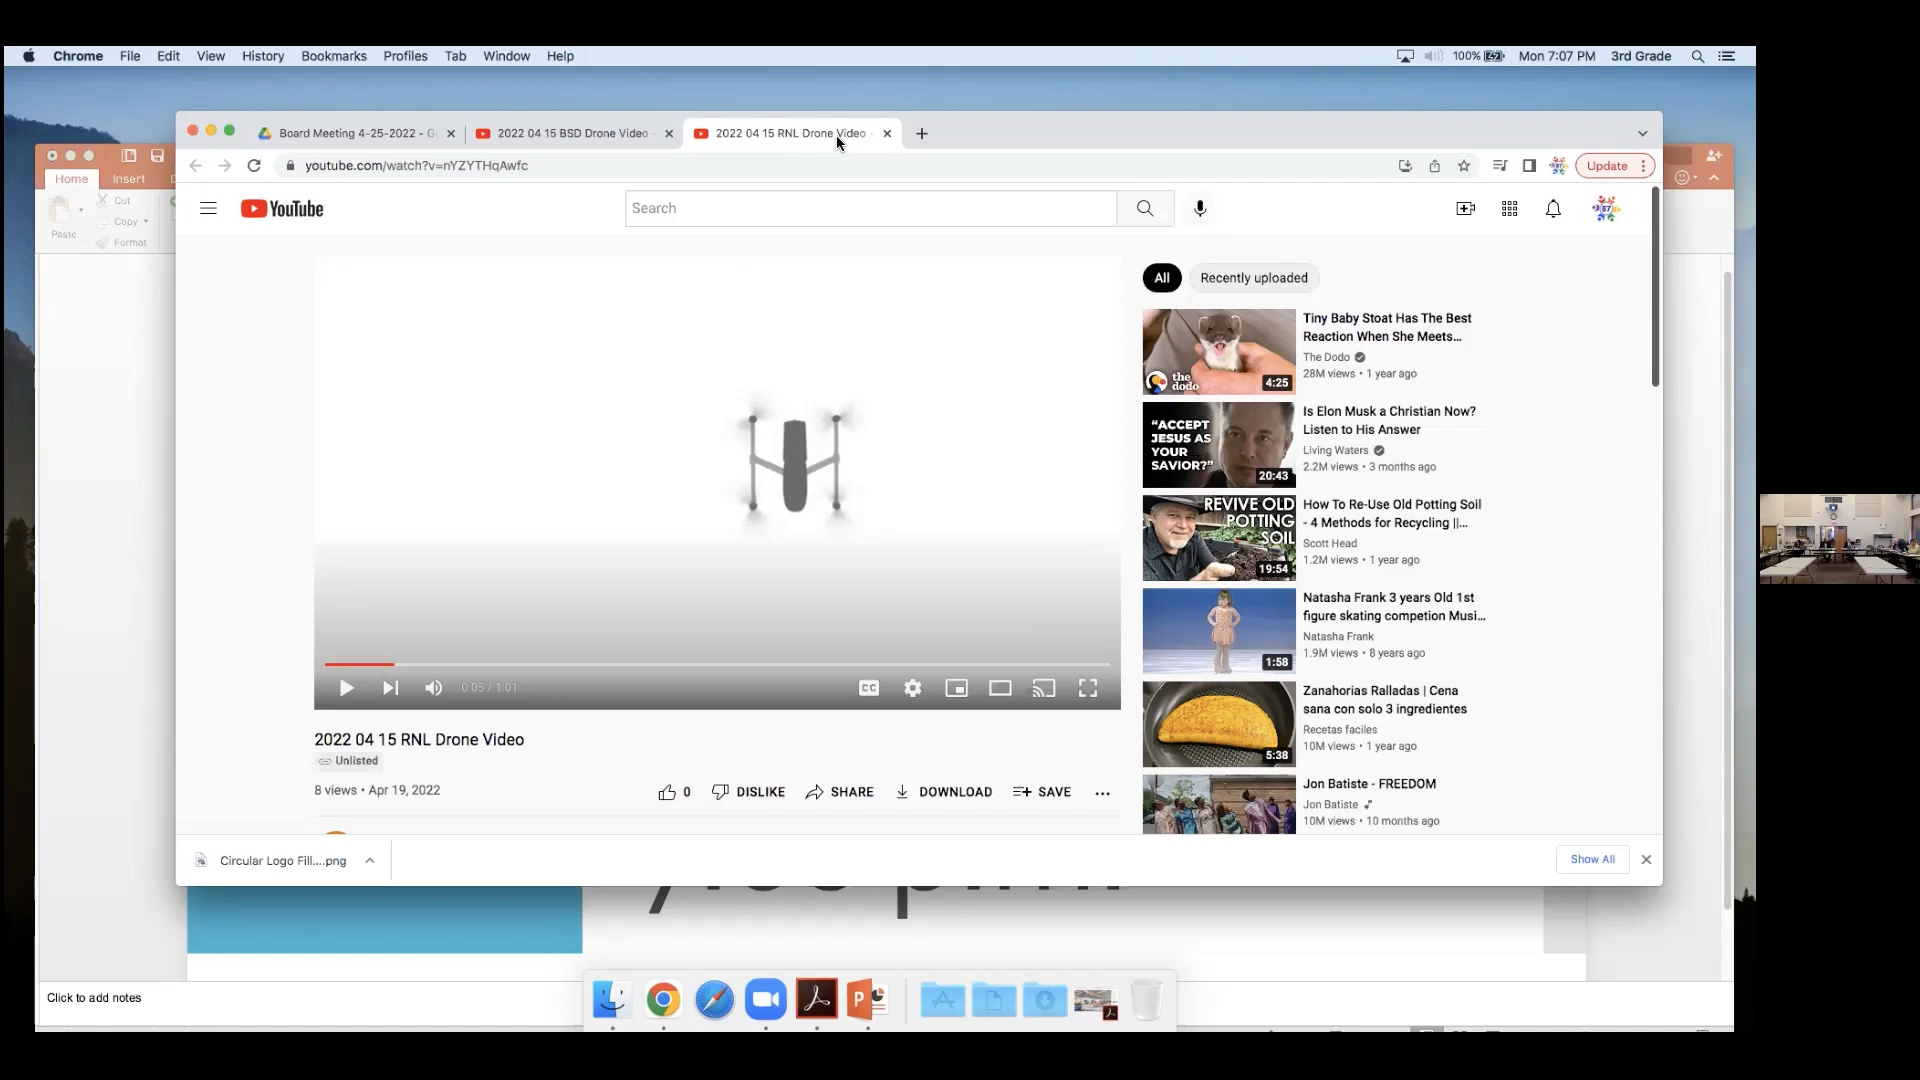 Chrome File Edit View History Bookmarks Profiles Tab Window Help
100% Mon 7:07 PM 3rd Grade
Board Meeting 4-25-2022 - G
2022 04 15 BSD Drone Video
2022 04 15 RNL Drone Video -
youtube.com/watch?v=nYZYTHqAwfc
Update
Home Insert
Cut
Copy
Paste
Format
YouTube
Search
All
Recently uploaded
Tiny Baby Stoat Has The Best
Reaction When She Meets...
The Dodo
28M views • 1 year ago
the
dodo
4:25
Is Elon Musk a Christian Now?
Listen to His Answer
Living Waters
2.2M views • 3 months ago
"ACCEPT
JESUS AS
YOUR
SAVIOR?"
20:43
How To Re-Use Old Potting Soil
- 4 Methods for Recycling ||...
Scott Head
1.2M views • 1 year ago
REVIVE OLD
POTTING
SOIL
19:54
Natasha Frank 3 years Old 1st
figure skating competion Musi...
Natasha Frank
1.9M views • 8 years ago
1:58
Zanahorias Ralladas | Cena
sana con solo 3 ingredientes
Recetas faciles
10M views • 1 year ago
5:38
Jon Batiste - FREEDOM
Jon Batiste
10M views • 10 months ago
0:05 / 1:01
CC
2022 04 15 RNL Drone Video
Unlisted
8 views • Apr 19, 2022
0 DISLIKE SHARE DOWNLOAD SAVE
Circular Logo Fill....png
Show All
Click to add notes